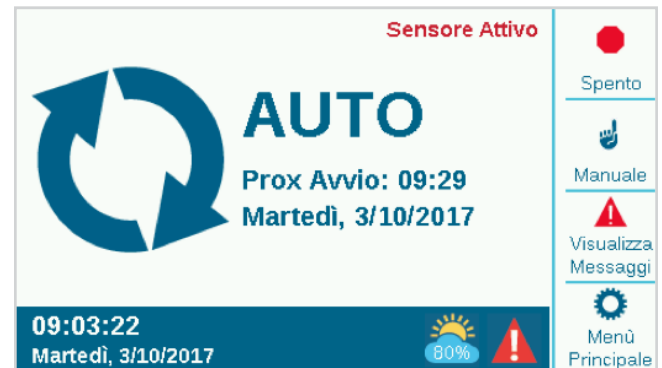 Sensore Attivo
AUTO
Prox Avvio: 09:29
Martedì, 3/10/2017
09:03:22
Martedì, 3/10/2017
80%
Spento
Manuale
Visualizza
Messaggi
Menù
Principale